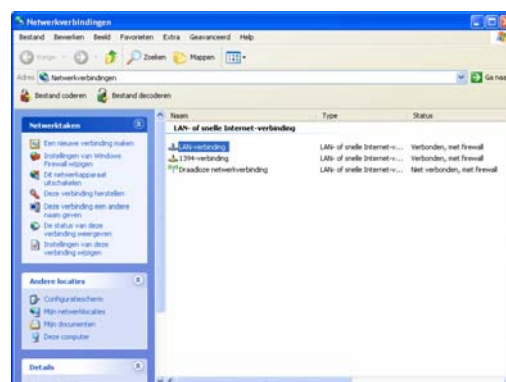 Netwerkverbindingen
Bestand Bewerken Beeld Favorieten Extra Geavanceerd Help
Vorige Zoeken Mappen
Adres Netwerkverbindingen Ga naar
Bestand coderen Bestand decoderen
Naam Type Status
LAN- of snelle Internet-verbinding
LAN-verbinding LAN- of snelle Internet-v... Verbonden, met firewall
1394-verbinding LAN- of snelle Internet-v... Verbonden, met firewall
Draadloze netwerkverbinding LAN- of snelle Internet-v... Niet verbonden, met firewall
Netwerktaken
Een nieuwe verbinding maken
Instellingen van Windows
Firewall wijzigen
Dit netwerkapparaat
uitschakelen
Deze verbinding herstellen
Deze verbinding een andere
naam geven
De status van deze
verbinding weergeven
Instellingen van deze
verbinding wijzigen
Andere locaties
Configuratiescherm
Mijn netwerklocaties
Mijn documenten
Deze computer
Details